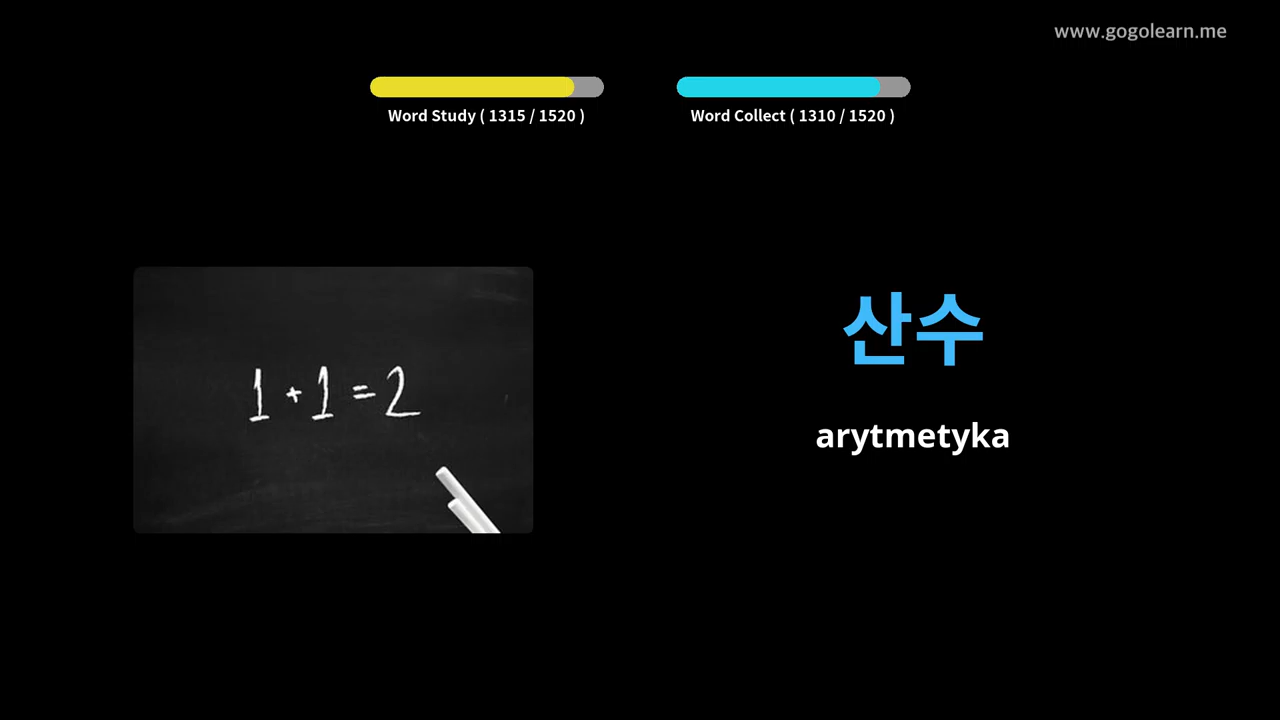 www.gogolearn.me
Word Study ( 1315 / 1520 )
Word Collect ( 1310 / 1520 )
1 + 1 = 2
산수
arytmetyka